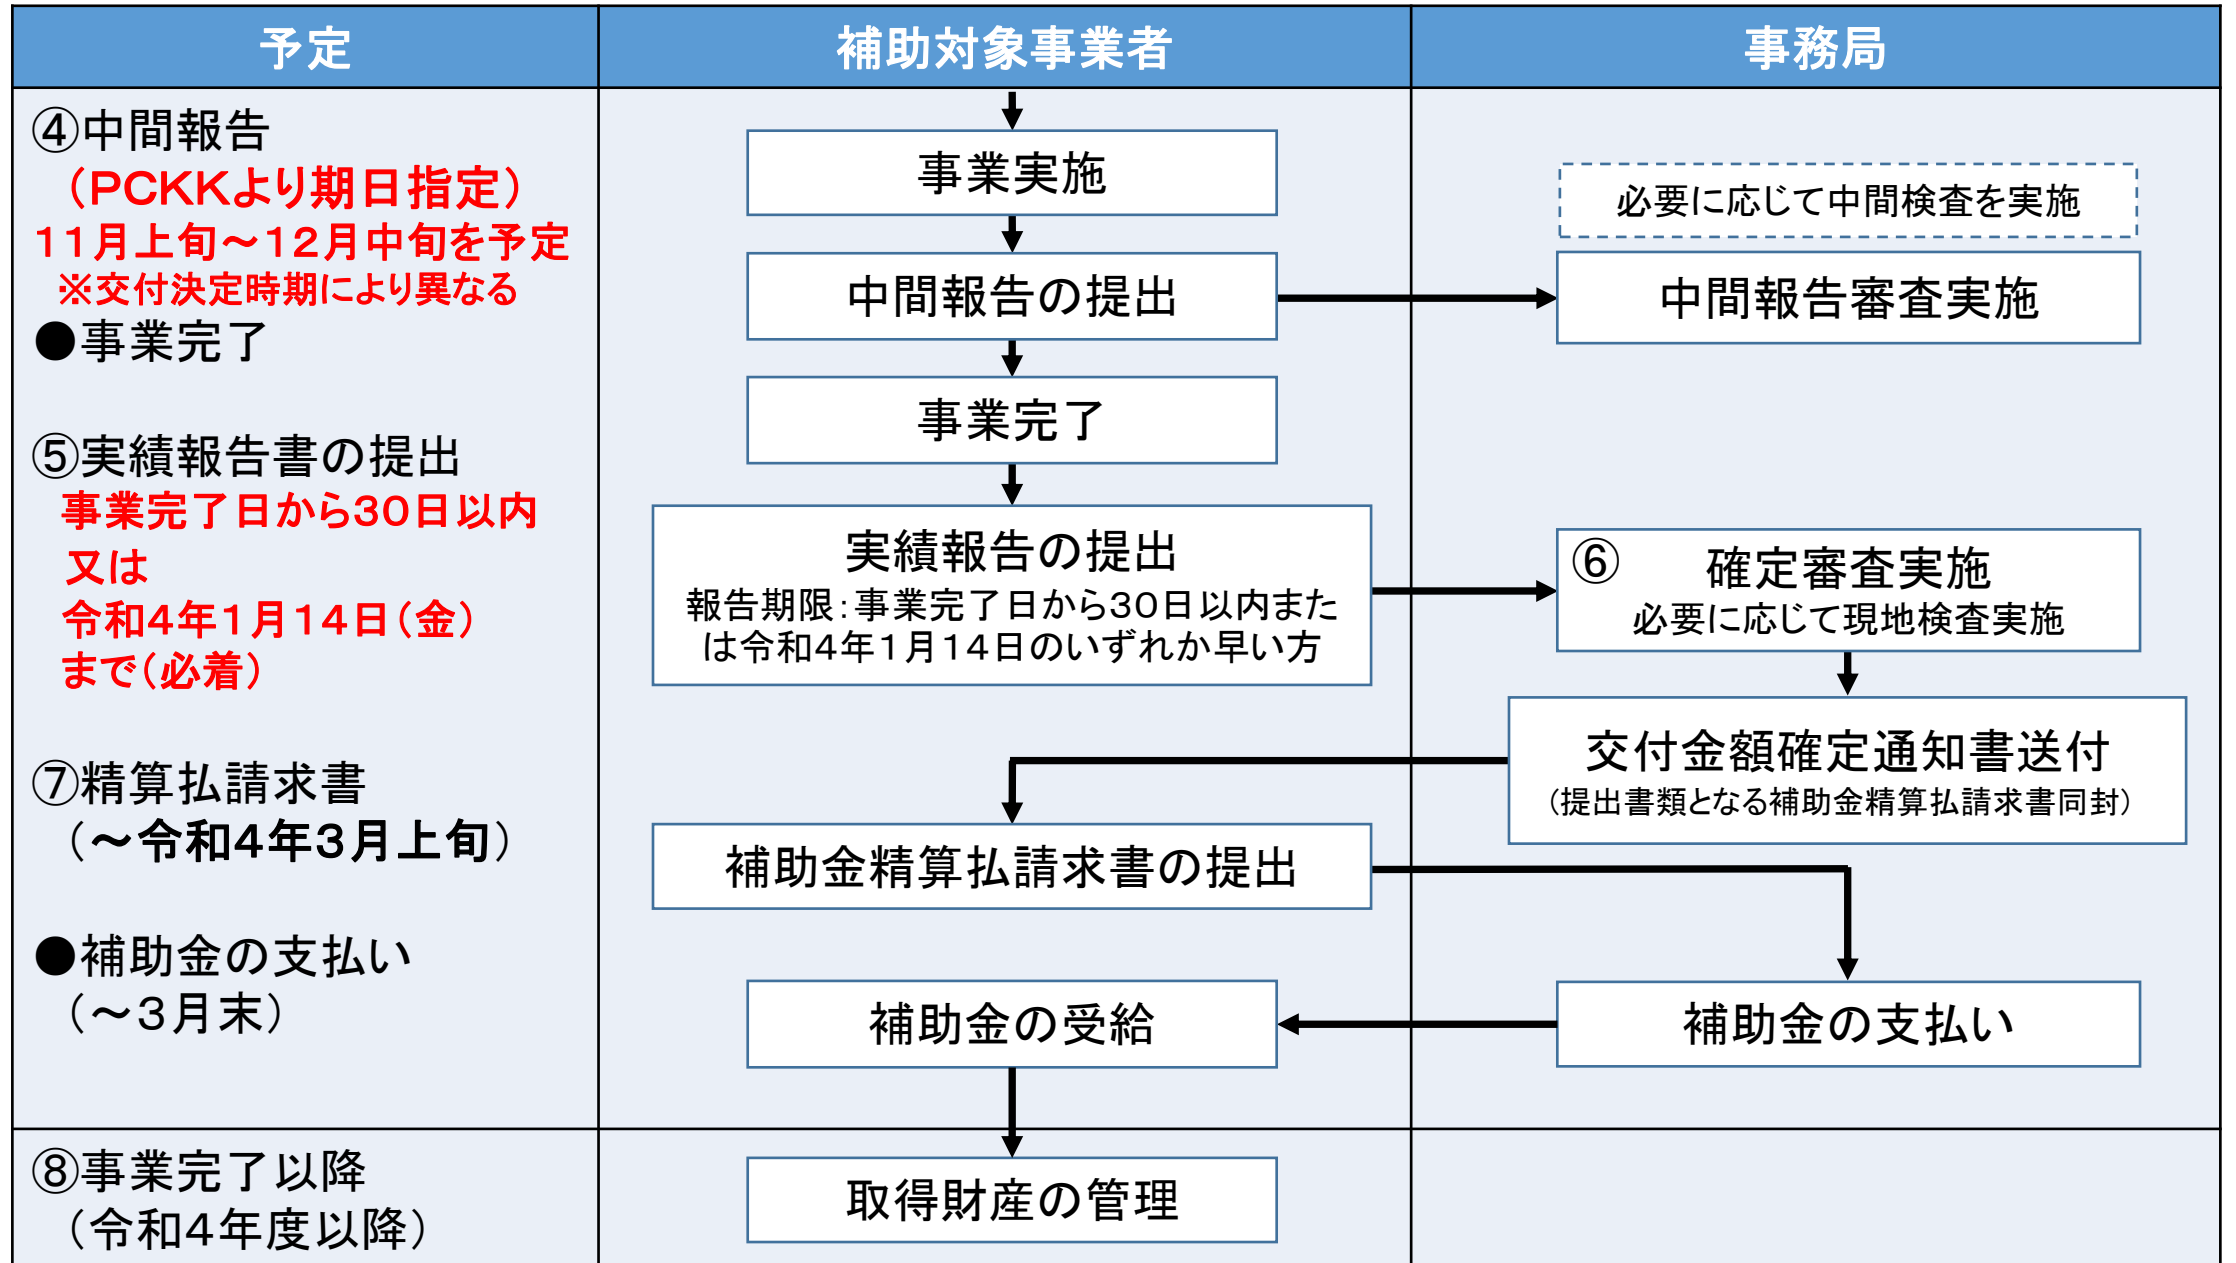 予定
補助対象事業者
事務局
④中間報告
（PCKKより期日指定）
11月上旬～12月中旬を予定
※交付決定時期により異なる
●事業完了
⑤実績報告書の提出
事業完了日から30日以内
又は
令和4年1月14日（金）
まで（必着）
⑦精算払請求書
（～令和4年3月上旬）
●補助金の支払い
（～3月末）
⑧事業完了以降
（令和4年度以降）
事業実施
中間報告の提出
事業完了
実績報告の提出
報告期限：事業完了日から30日以内また
は令和4年1月14日のいずれか早い方
補助金精算払請求書の提出
補助金の受給
取得財産の管理
必要に応じて中間検査を実施
中間報告審査実施
⑥ 確定審査実施
必要に応じて現地検査実施
交付金額確定通知書送付
（提出書類となる補助金精算払請求書同封）
補助金の支払い